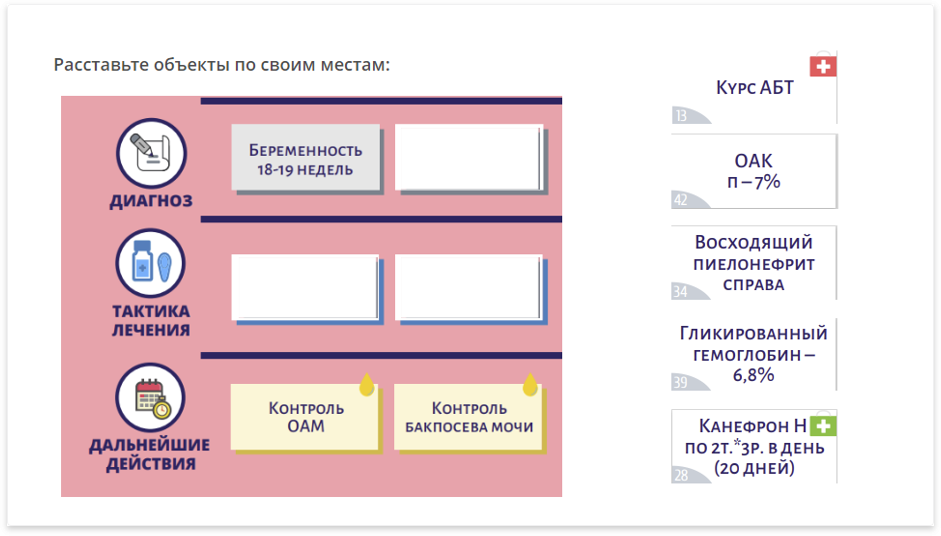 Расставьте объекты по своим местам:
ДИАГНОЗ
Беременность
18-19 недель
ТАКТИКА
ЛЕЧЕНИЯ
ДАЛЬНЕЙШИЕ
ДЕЙСТВИЯ
Контроль
ОАМ
Контроль
бакпосева мочи
Курс АБТ
13
ОАК
п – 7%
42
Восходящий
пиелонефрит
справа
34
Гликированный
гемоглобин –
6,8%
39
Канефрон Н
по 2т.*3р. в день
(20 дней)
28